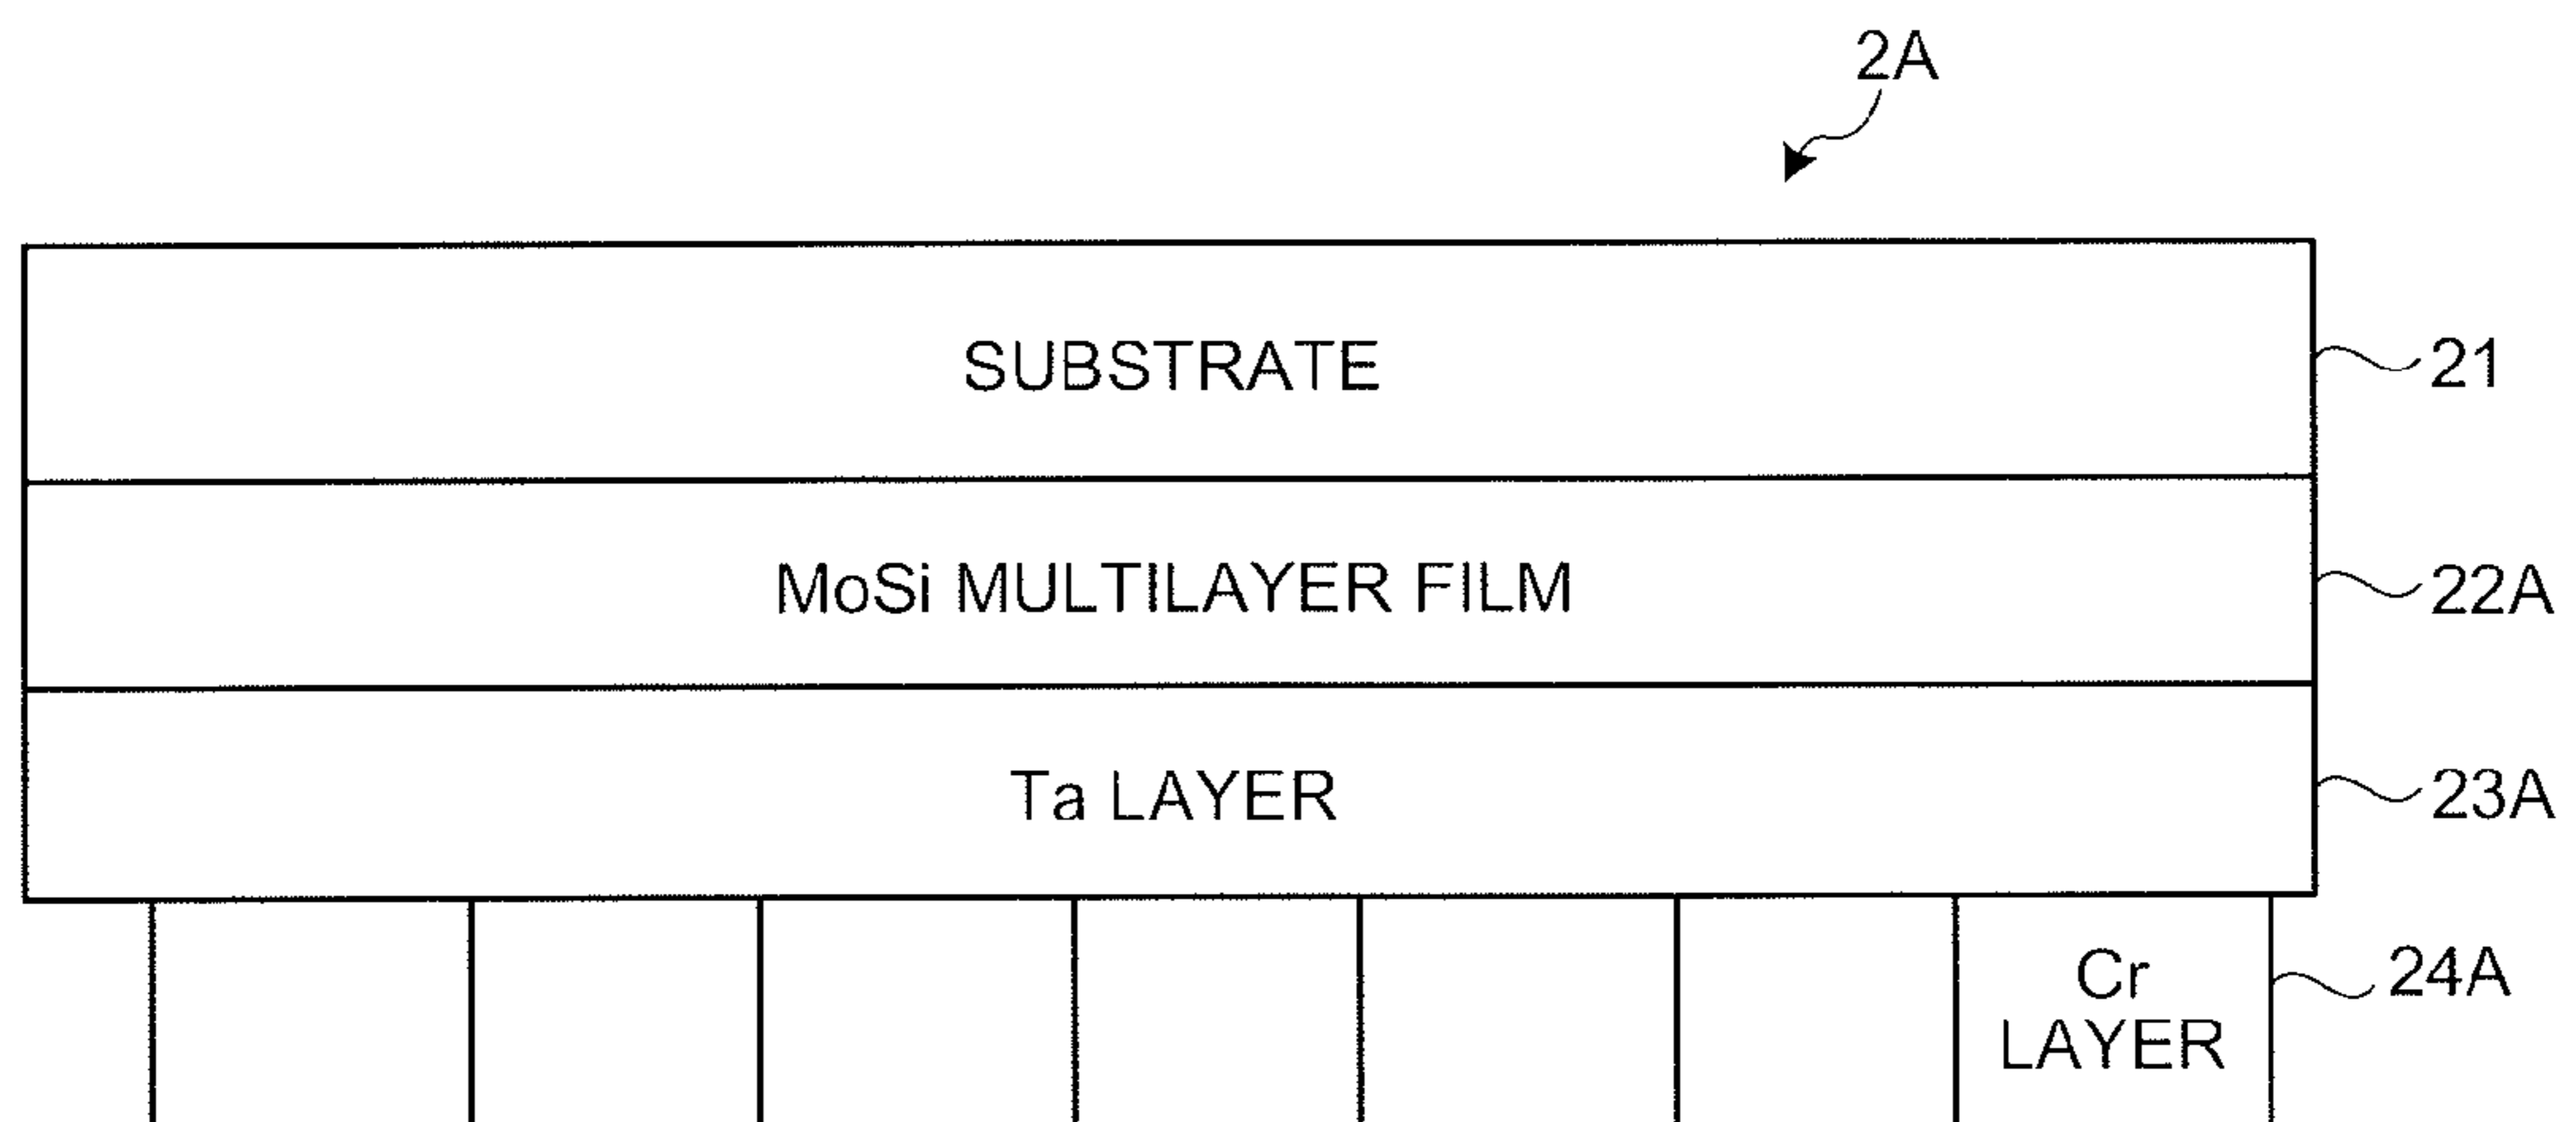 2A
SUBSTRATE
21
MoSi MULTILAYER FILM
22A
Ta LAYER
23A
Cr
LAYER
24A